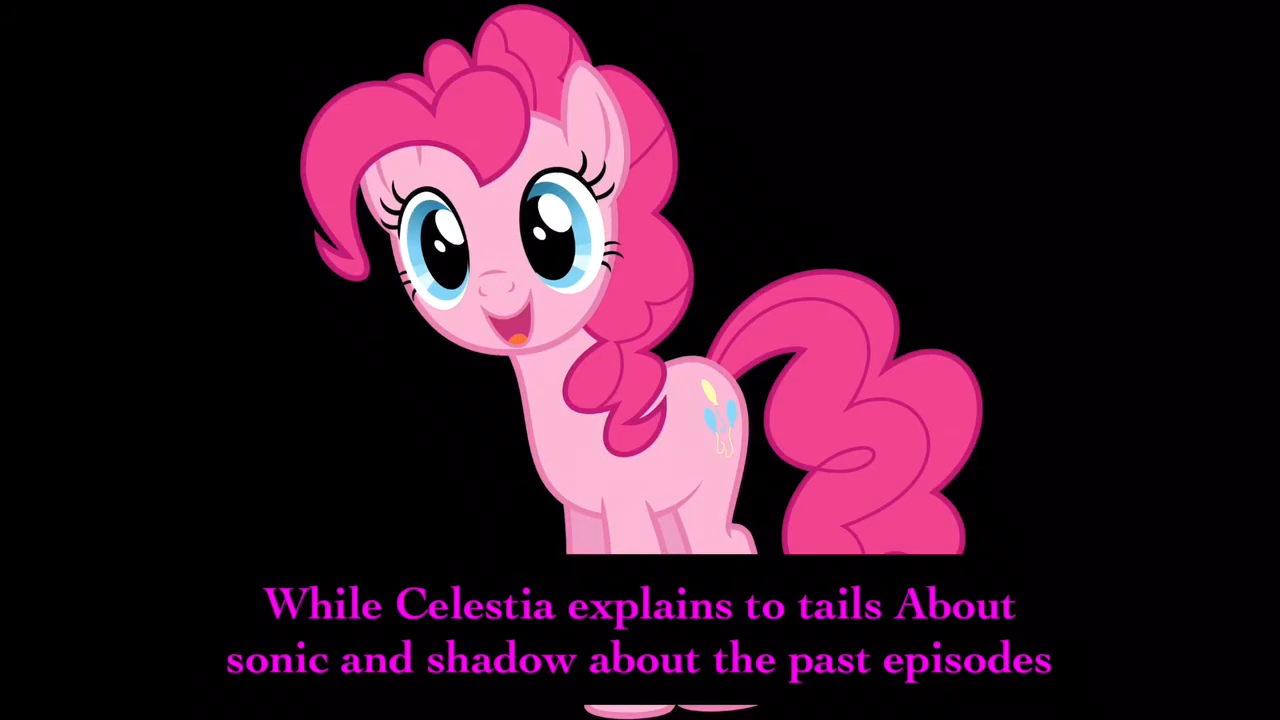 While Celestia explains to tails About
sonic and shadow about the past episodes